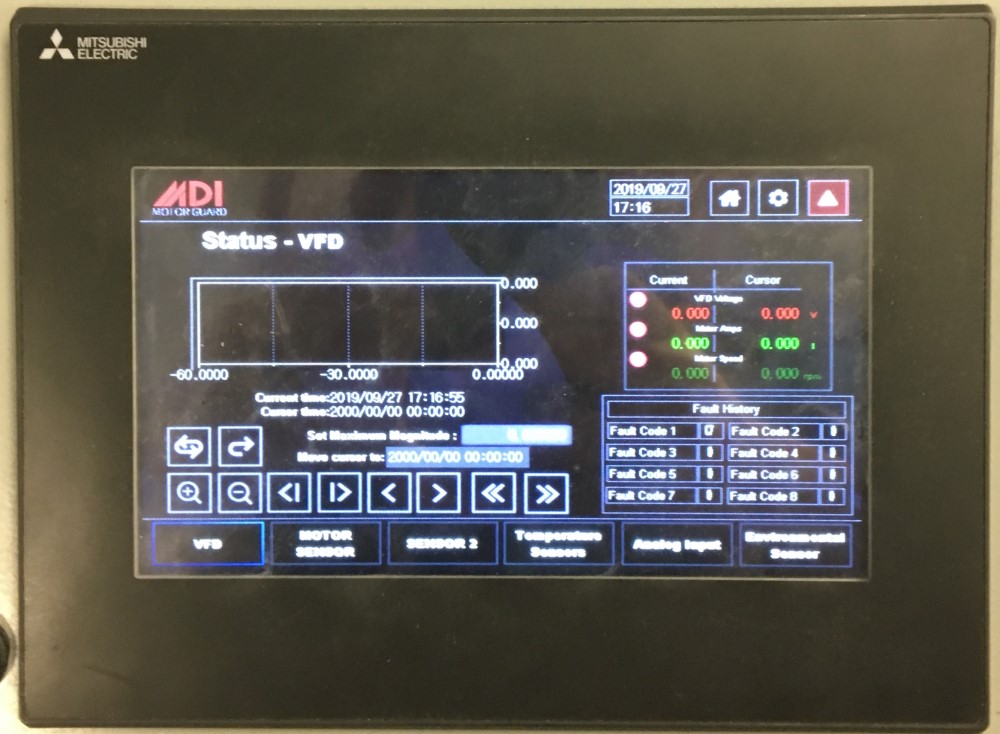 MITSUBISHI
ELECTRIC
MDI
MOTOR GUARD
2019/09/27
17:16
Status - VFD
0.000
0.000
0.000
-60.0000 -30.0000 0.00000
Current time:2019/09/27 17:16:55
Cursor time:2000/00/00 00:00:00
Set Maximum Magnitude :
Move cursor to: 2000/00/00 00:00:00
Current Cursor
VFD Voltage
0.000 0.000 V
Motor Amps
0.000 0.000
Motor Speed
0.000 0.000 rpm
Fault History
Fault Code 1 Fault Code 2 0
Fault Code 3 0 Fault Code 4 0
Fault Code 5 0 Fault Code 6 0
Fault Code 7 0 Fault Code 8 0
VFD
MOTOR
SENSOR
SENSOR 2
Temperature
Sensors
Analog Input
Environmental
Sensor